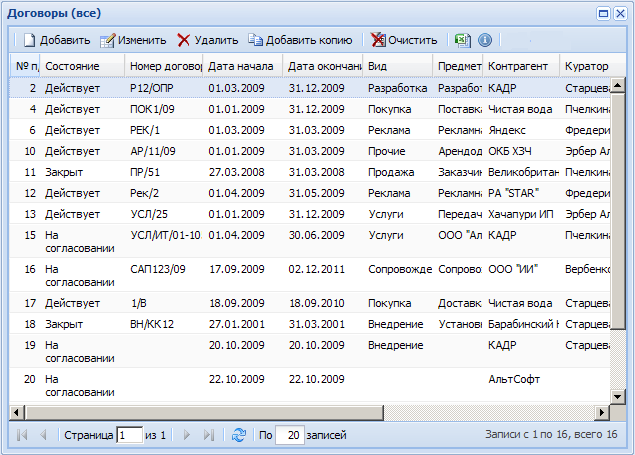 Договоры (все)
Добавить Изменить Удалить Добавить копию Очистить
№ п, Состояние Номер договор Дата начала Дата окончани Вид Предмет Контрагент Куратор
2 Действует Р12/ОПР 01.03.2009 31.12.2009 Разработка Разработ КАДР Старцева
4 Действует ПОК1/09 01.01.2009 31.12.2009 Покупка Поставка Чистая вода Пчелкина
6 Действует РЕК/1 01.03.2009 31.03.2009 Реклама Рекламна Яндекс Фредери
10 Действует АР/11/09 01.01.2009 31.03.2009 Прочие Арендод ОКБ ХЗЧ Эрбер Ал
11 Закрыт ПР/51 27.03.2008 31.03.2008 Продажа Заказчик Великобритан Пчелкина
12 Действует Рек/2 01.04.2009 31.05.2009 Реклама Рекламна РА "STAR" Фредери
13 Действует УСЛ/25 01.01.2009 31.12.2009 Услуги Передач Хачапури ИП Эрбер Ал
15 На согласовании УСЛ/ИТ/01-10 01.04.2009 30.06.2009 Услуги ООО "Ал КАДР Пчелкина
16 На согласовании САП123/09 17.09.2009 02.12.2011 Сопровожде Сопрово ООО "ИИ" Вербенко
17 Действует 1/В 18.09.2009 18.09.2010 Покупка Доставк Чистая вода Старцева
18 Закрыт ВН/КК12 27.01.2001 31.03.2001 Внедрение Установ Барабинский Старцева
19 На согласовании 20.10.2009 20.10.2009 Внедрение КАДР Старцева
20 На согласовании 22.10.2009 22.10.2009 АльтСофт
Страница 1 из 1 По 20 записей Записи с 1 по 16, всего 16